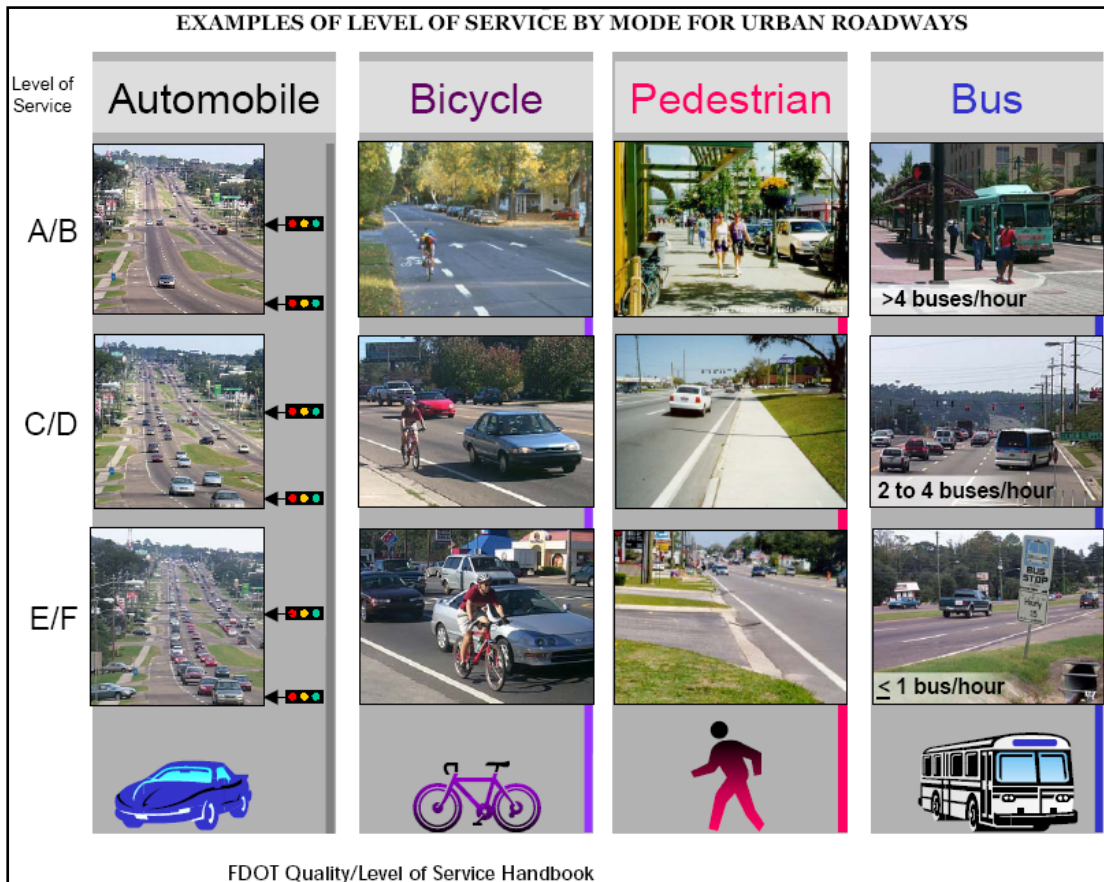 EXAMPLES OF LEVEL OF SERVICE BY MODE FOR URBAN ROADWAYS
Level of
Service
Automobile
Bicycle
Pedestrian
Bus
A/B
>4 buses/hour
C/D
2 to 4 buses/hour
E/F
BUS
STOP
≤ 1 bus/hour
FDOT Quality/Level of Service Handbook